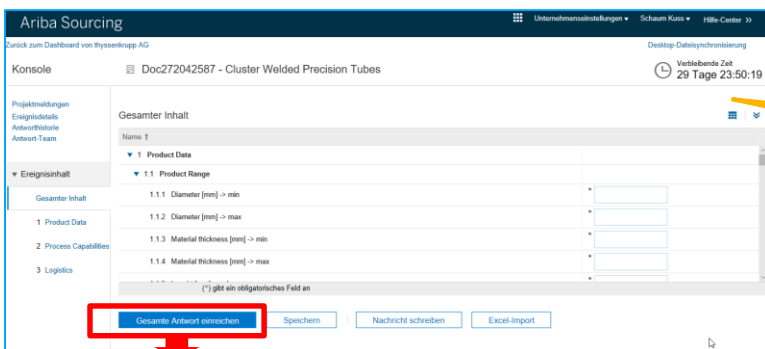 Ariba Sourcing
Unternehmenseinstellungen ▾ Schaum Kuss ▾ Hilfe-Center >>
Zurück zum Dashboard von thyssenkrupp AG
Desktop-Dateisynchronisierung
Konsole
Doc272042587 - Cluster Welded Precision Tubes
Verbleibende Zeit
29 Tage 23:50:19
Projektmeldungen
Ereignisdetails
Antworthistorie
Antwort-Team
▾ Ereignisinhalt
Gesamter Inhalt
1 Product Data
2 Process Capabilities
3 Logistics
Gesamter Inhalt
Name ↑
▼ 1 Product Data
▼ 1.1 Product Range
1.1.1 Diameter [mm] -> min *
1.1.2 Diameter [mm] -> max *
1.1.3 Material thickness [mm] -> min *
1.1.4 Material thickness [mm] -> max *
(*) gibt ein obligatorisches Feld an
Gesamte Antwort einreichen Speichern Nachricht schreiben Excel-Import